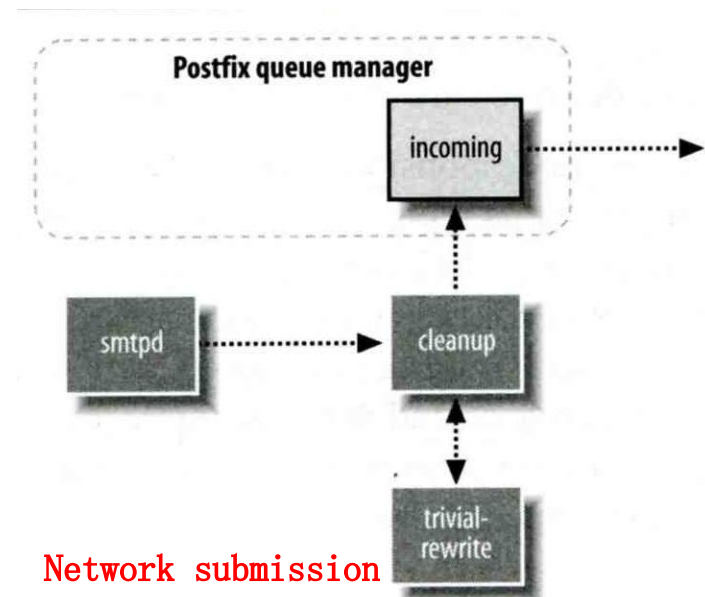 Postfix queue manager
incoming
smtpd
cleanup
trivial-
rewrite
Network submission